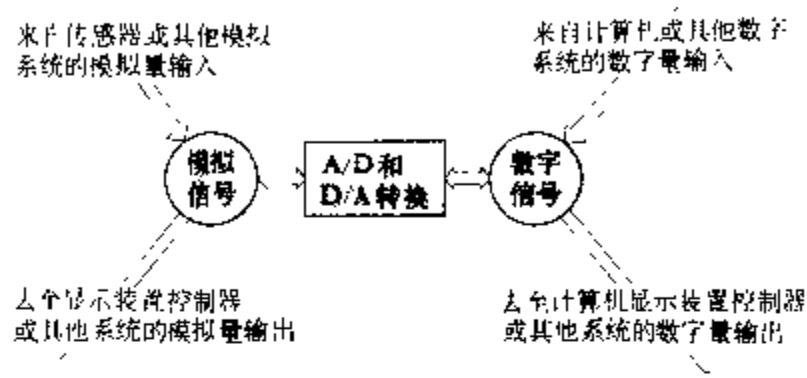 来自传感器或其他模拟
系统的模拟量输入
来自计算机或其他数字
系统的数字量输入
模拟
信号
A/D和
D/A转换
数字
信号
去至显示装置控制器
或其他系统的模拟量输出
去至计算机显示装置控制器
或其他系统的数字量输出